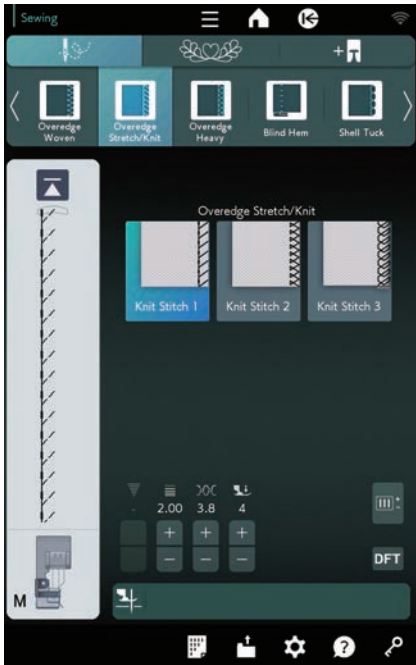 Sewing
Overedge
Woven
Overedge
Stretch/Knit
Overedge
Heavy
Blind Hem
Shell Tuck
Overedge Stretch/Knit
Knit Stitch 1
Knit Stitch 2
Knit Stitch 3
- 2.00 3.8 4
+ + +
− − −
DFT
M